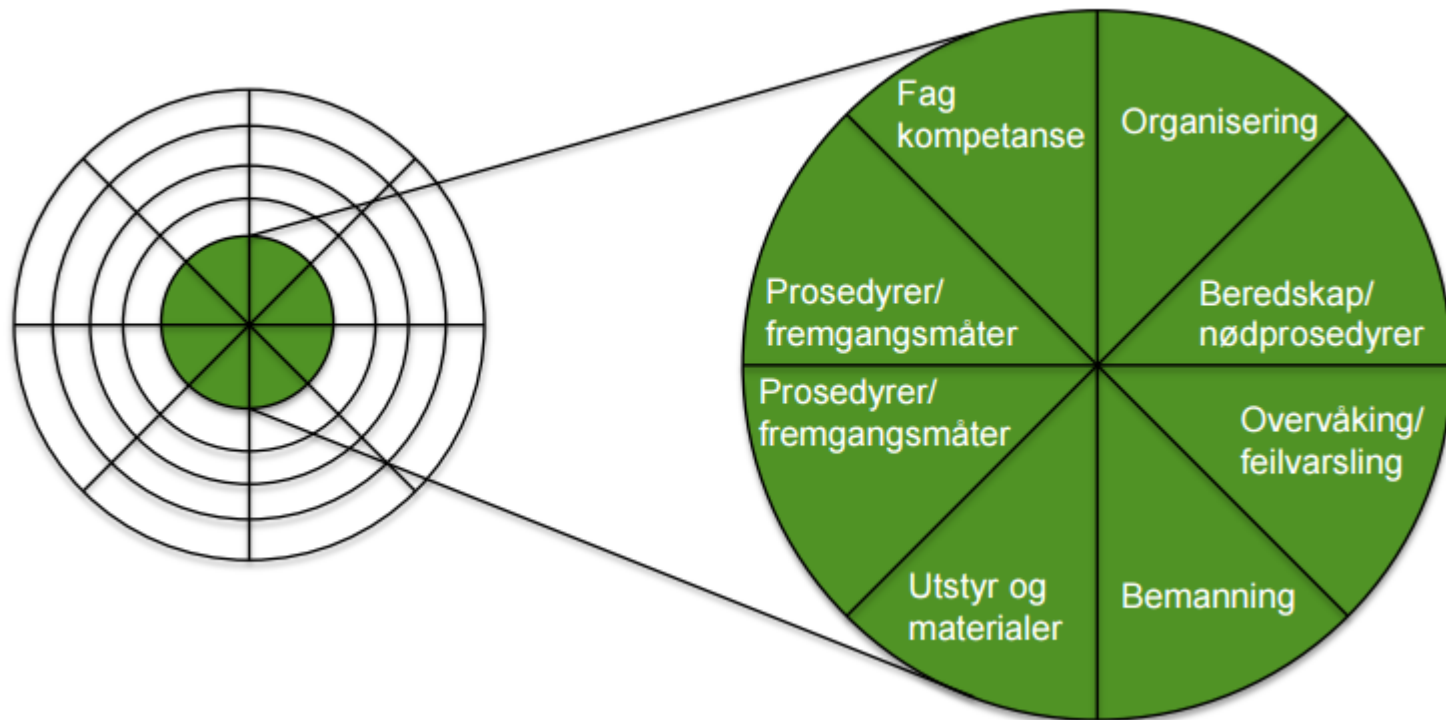 Fag
kompetanse
Organisering
Prosedyrer/
fremgangsmåter
Beredskap/
nødprosedyrer
Prosedyrer/
fremgangsmåter
Overvåking/
feilvarsling
Utstyr og
materialer
Bemanning